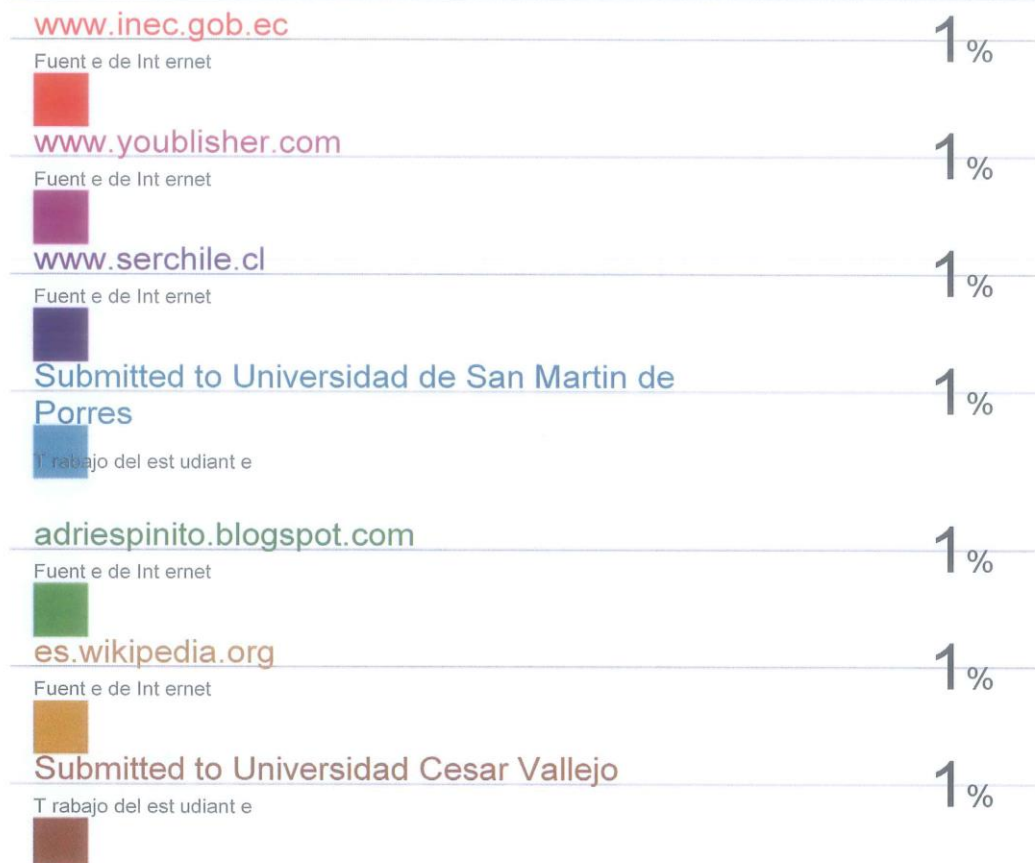 www.inec.gob.ec
1%
Fuent e de Int ernet
www.youblisher.com
1%
Fuent e de Int ernet
www.serchile.cl
1%
Fuent e de Int ernet
Submitted to Universidad de San Martin de
Porres
1%
T rabajo del est udiant e
adriespinito.blogspot.com
1%
Fuent e de Int ernet
es.wikipedia.org
1%
Fuent e de Int ernet
Submitted to Universidad Cesar Vallejo
1%
T rabajo del est udiant e